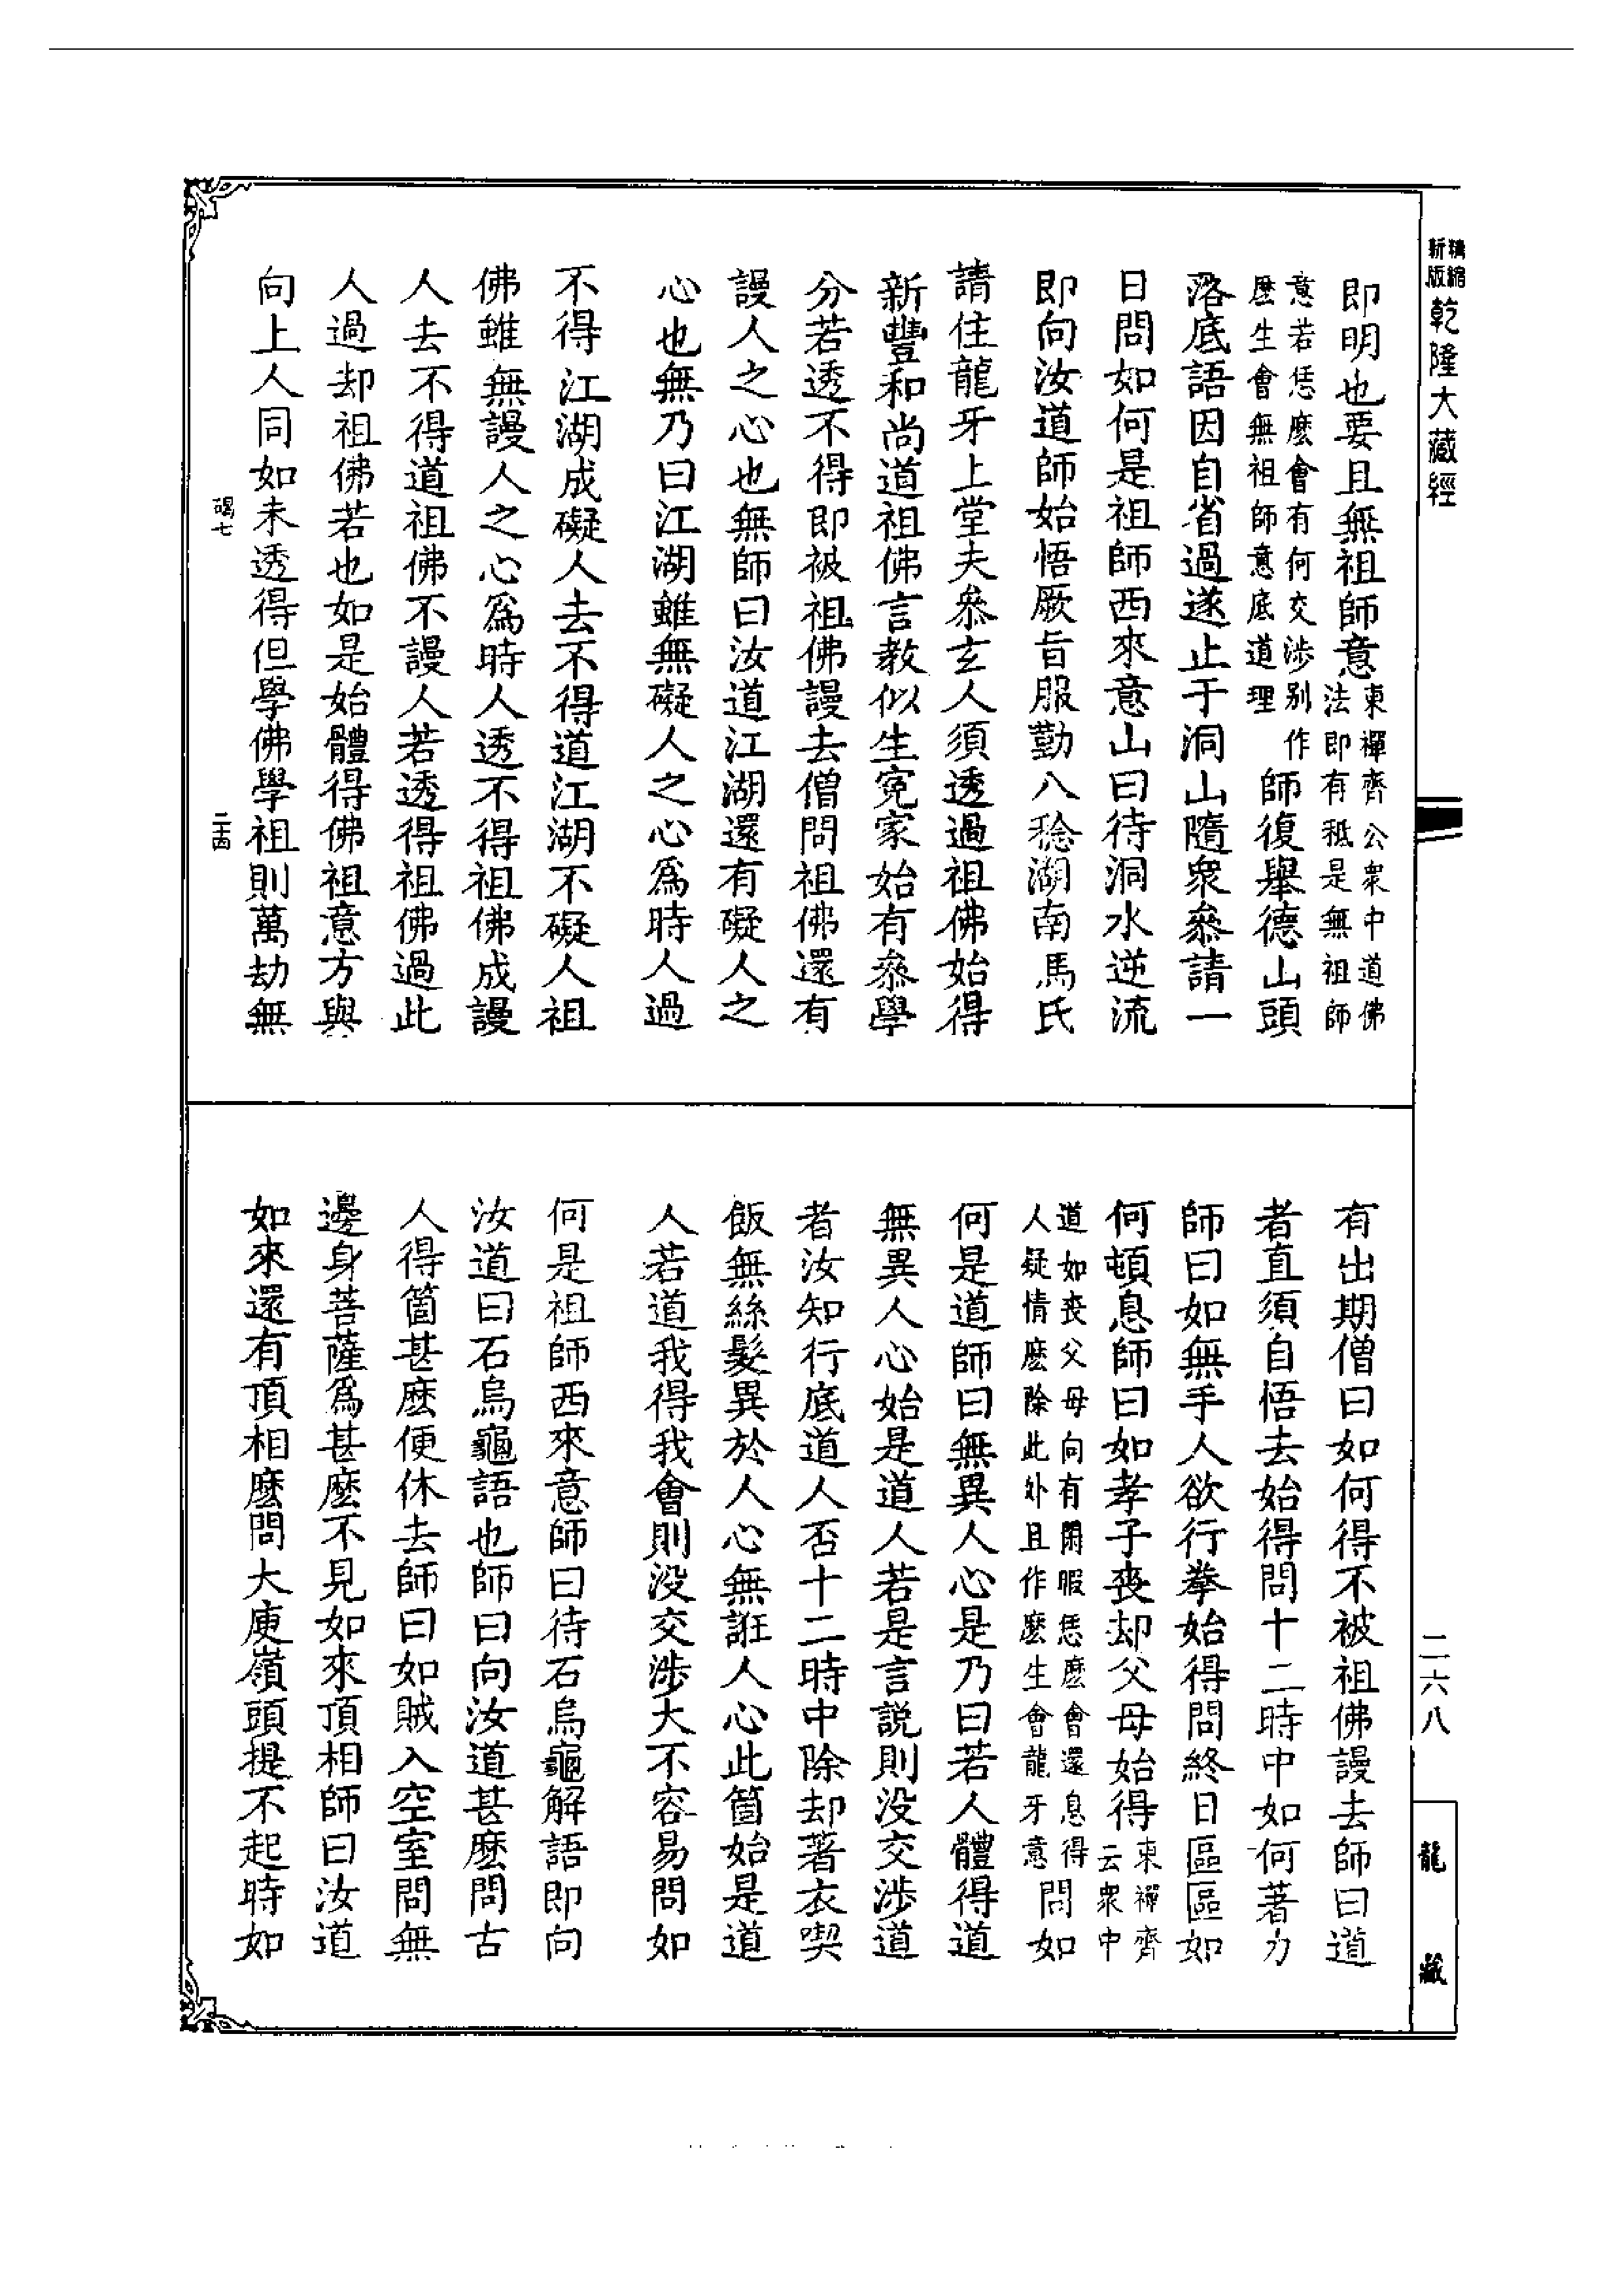 精縮新版乾隆大藏經
即明也要且無祖師意東禪齊公衆中道佛法即有秪是無祖師
意若恁麽會有何交涉别作麽生會無祖師意底道理師復舉德山頭
落底語因自省過遂止于洞山隨衆叅請一
日問如何是祖師西來意山曰待洞水逆流
即向汝道師始悟厥旨服勤八稔湖南馬氏
請住龍牙上堂夫叅玄人須透過祖佛始得
新豐和尚道祖佛言教似生寃家始有叅學
分若透不得即被祖佛謾去僧問祖佛還有
謾人之心也無師曰汝道江湖還有礙人之
心也無乃曰江湖雖無礙人之心爲時人過
不得江湖成礙人去不得道江湖不礙人祖
佛雖無謾人之心爲時人透不得祖佛成謾
人去不得道祖佛不謾人若透得祖佛過此
人過却祖佛若也如是始體得佛祖意方與
向上人同如未透得但學佛學祖則萬劫無
碣七
二十四
有出期僧曰如何得不被祖佛謾去師曰道
者直須自悟去始得問十二時中如何著力
師曰如無手人欲行拳始得問終日區區如
何頓息師曰如孝子喪却父母始得東禪齊云衆中
道如喪父母向有閒暇恁麽會還息得人疑情麽除此外且作麽生會龍牙意問如
何是道師曰無異人心是乃曰若人體得道
無異人心始是道人若是言説則没交涉道
者汝知行底道人否十二時中除却著衣喫
飯無絲髮異於人心無誑人心此箇始是道
人若道我得我會則没交涉大不容易問如
何是祖師西來意師曰待石烏龜解語即向
汝道曰石烏龜語也師曰向汝道甚麽問古
人得箇甚麽便休去師曰如賊入空室問無
邊身菩薩爲甚麽不見如來頂相師曰汝道
如來還有頂相麽問大庾嶺頭提不起時如
二六八
龍藏